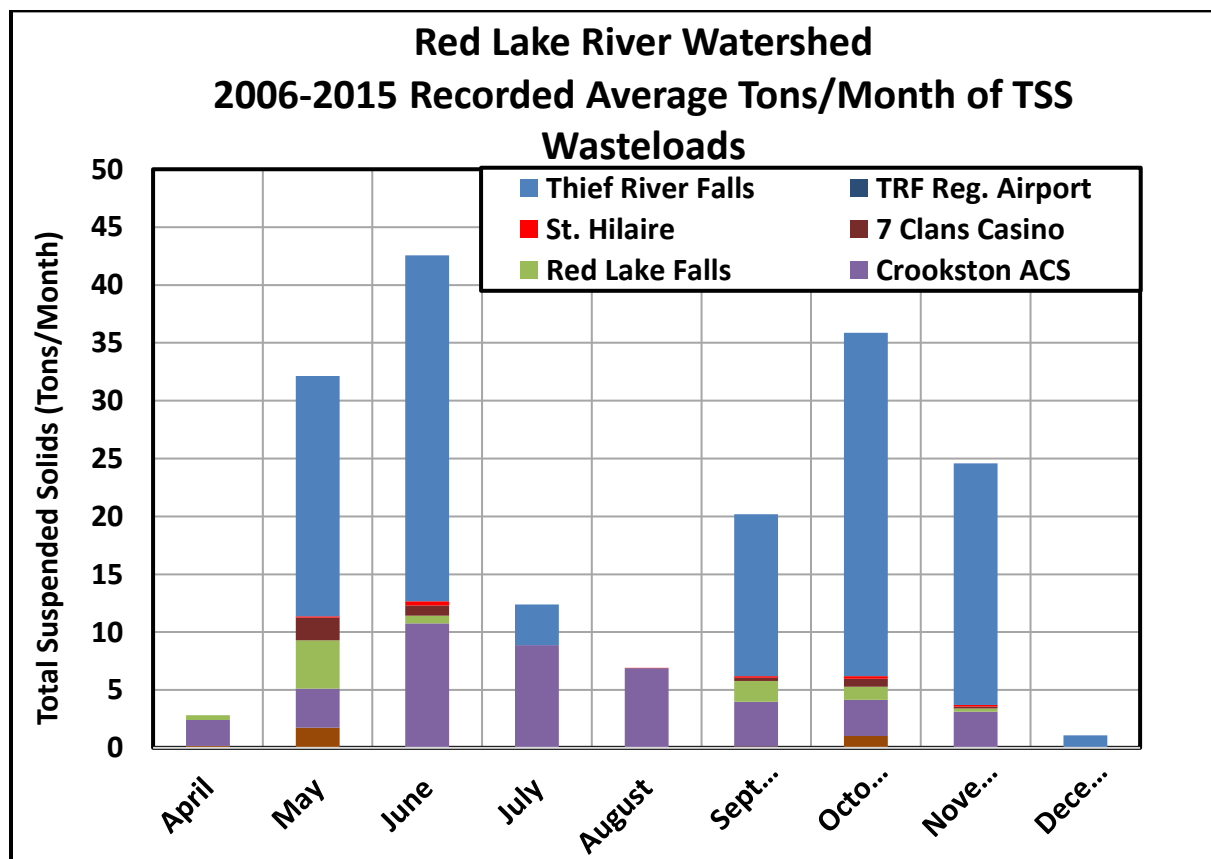 Red Lake River Watershed
2006-2015 Recorded Average Tons/Month of TSS
Wasteloads
Total Suspended Solids (Tons/Month)
50
45
40
35
30
25
20
15
10
5
0
Thief River Falls
TRF Reg. Airport
St. Hilaire
7 Clans Casino
Red Lake Falls
Crookston ACS
April
May
June
July
August
Sept...
Octo...
Nove...
Dece...